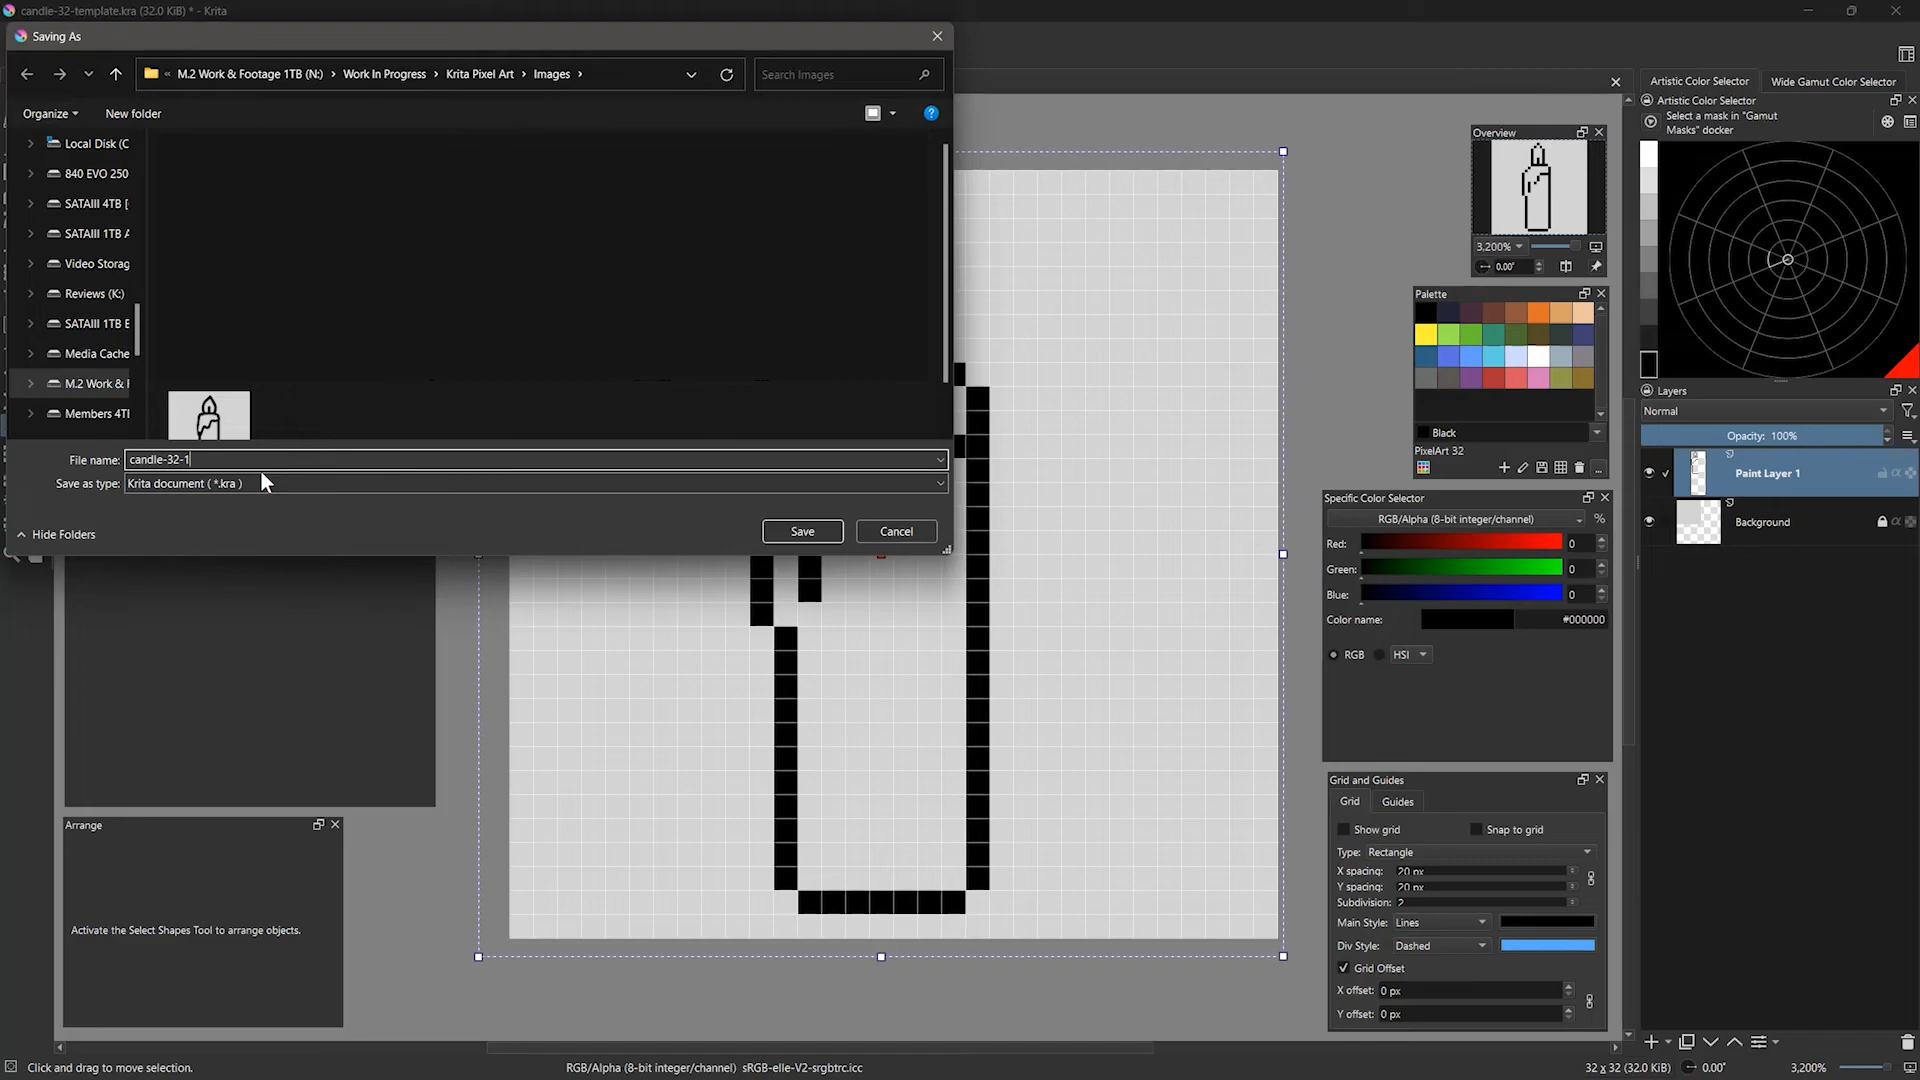 candle-32-template.kra (32.0 KiB) * - Krita
Saving As
« M.2 Work & Footage 1TB (N:) › Work In Progress › Krita Pixel Art › Images ›
Search Images
Organize
New folder
Local Disk (C
840 EVO 250
SATAIII 4TB [
SATAIII 1TB A
Video Storag
Reviews (K:)
SATAIII 1TB E
Media Cache
M.2 Work & F
Members 4TI
File name: candle-32-1
Save as type: Krita document ( *.kra )
Hide Folders
Save
Cancel
Artistic Color Selector
Wide Gamut Color Selector
Artistic Color Selector
Select a mask in "Gamut
Masks" docker
Overview
3,200%
0.00°
Palette
Black
PixelArt 32
Layers
Normal
Opacity: 100%
Paint Layer 1
Background
Specific Color Selector
RGB/Alpha (8-bit integer/channel)
%
Red: 0
Green: 0
Blue: 0
Color name: #000000
RGB HSI
Grid and Guides
Grid Guides
Show grid Snap to grid
Type: Rectangle
X spacing: 20 px
Y spacing: 20 px
Subdivision: 2
Main Style: Lines
Div Style: Dashed
Grid Offset
X offset: 0 px
Y offset: 0 px
Arrange
Activate the Select Shapes Tool to arrange objects.
Click and drag to move selection.
RGB/Alpha (8-bit integer/channel) sRGB-elle-V2-srgbtrc.icc
32 x 32 (32.0 KiB)
0.00°
3,200%